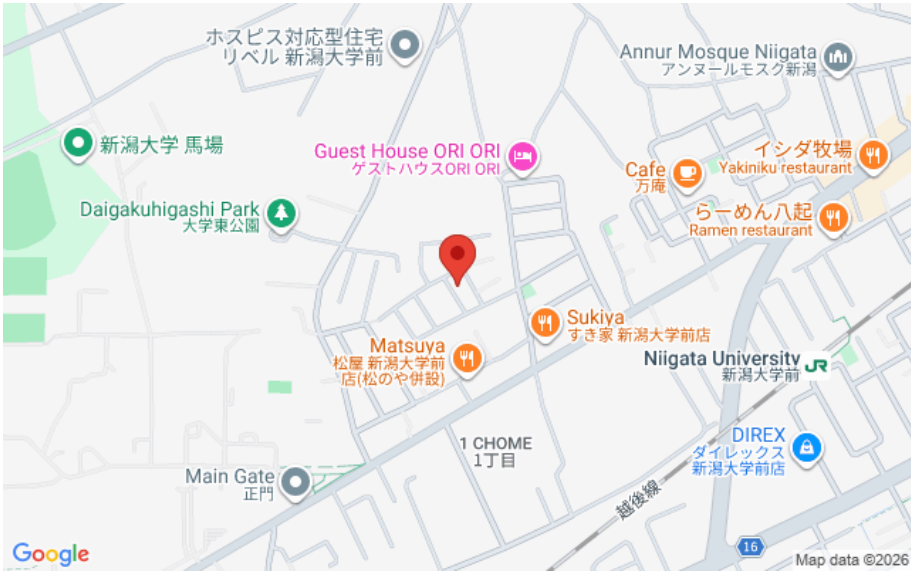 ホスピス対応型住宅
リベル 新潟大学前
Annur Mosque Niigata
アンヌールモスク新潟
新潟大学 馬場
Guest House ORI ORI
ゲストハウスORI ORI
イシダ牧場
Yakiniku restaurant
Cafe
万庵
Daigakuhigashi Park
大学東公園
らーめん八起
Ramen restaurant
Sukiya
すき家 新潟大学前店
Matsuya
松屋 新潟大学前
店(松のや併設)
Niigata University
新潟大学前
JR
1 CHOME
1丁目
DIREX
ダイレックス
新潟大学前店
Main Gate
正門
越後線
16
Google
Map data ©2026